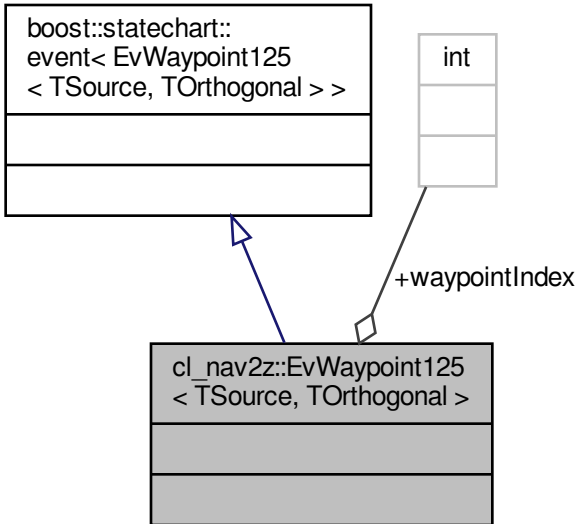 boost::statechart::
event< EvWaypoint125
< TSource, TOrthogonal > >
int
+waypointIndex
cl_nav2z::EvWaypoint125
< TSource, TOrthogonal >